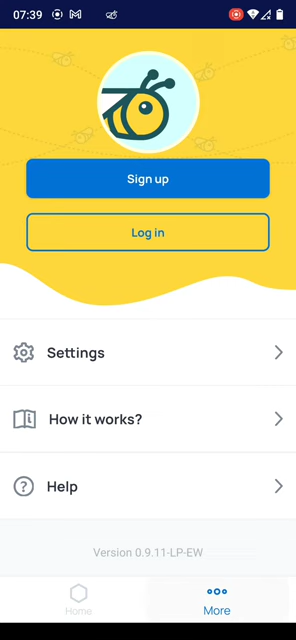 07:39
Sign up
Log in
Settings
How it works?
Help
Version 0.9.11-LP-EW
Home
More